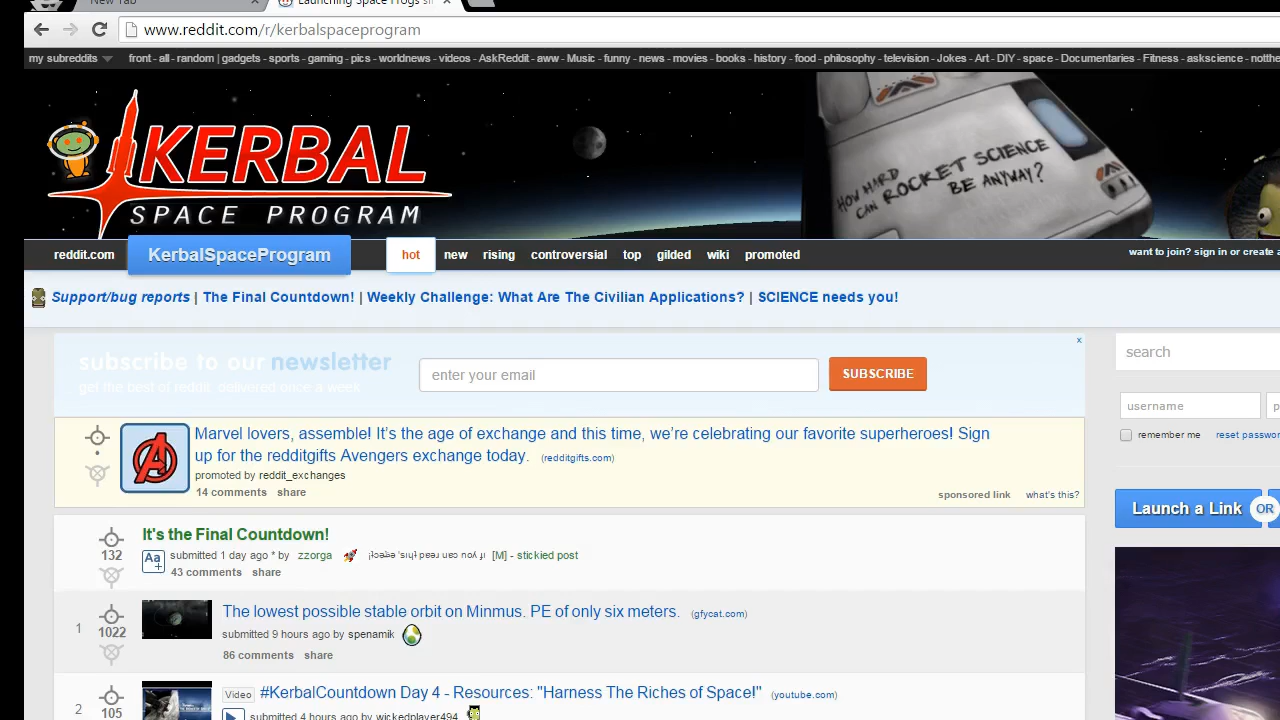 New Tab
Launching Space Frogs si
www.reddit.com/r/kerbalspaceprogram
my subreddits front - all - random | gadgets - sports - gaming - pics - worldnews - videos - AskReddit - aww - Music - funny - news - movies - books - history - food - philosophy - television - Jokes - Art - DIY - space - Documentaries - Fitness - askscience - notthe
KERBAL
SPACE PROGRAM
HOW HARD
CAN ROCKET SCIENCE
BE ANYWAY?
reddit.com KerbalSpaceProgram hot new rising controversial top gilded wiki promoted
want to join? sign in or create a
Support/bug reports | The Final Countdown! | Weekly Challenge: What Are The Civilian Applications? | SCIENCE needs you!
subscribe to our newsletter
get the best of reddit, delivered once a week
enter your email
SUBSCRIBE
x
search
username
p
remember me reset passwor
Marvel lovers, assemble! It's the age of exchange and this time, we're celebrating our favorite superheroes! Sign
up for the redditgifts Avengers exchange today. (redditgifts.com)
promoted by reddit_exchanges
14 comments share
sponsored link what's this?
Launch a Link OR
It's the Final Countdown!
132
Aa+
submitted 1 day ago * by zzorga [M] - stickied post
43 comments share
1
1022
The lowest possible stable orbit on Minmus. PE of only six meters. (gfycat.com)
submitted 9 hours ago by spenamik
86 comments share
2
105
Video #KerbalCountdown Day 4 - Resources: "Harness The Riches of Space!" (youtube.com)
submitted 4 hours ago by wickedplayer494